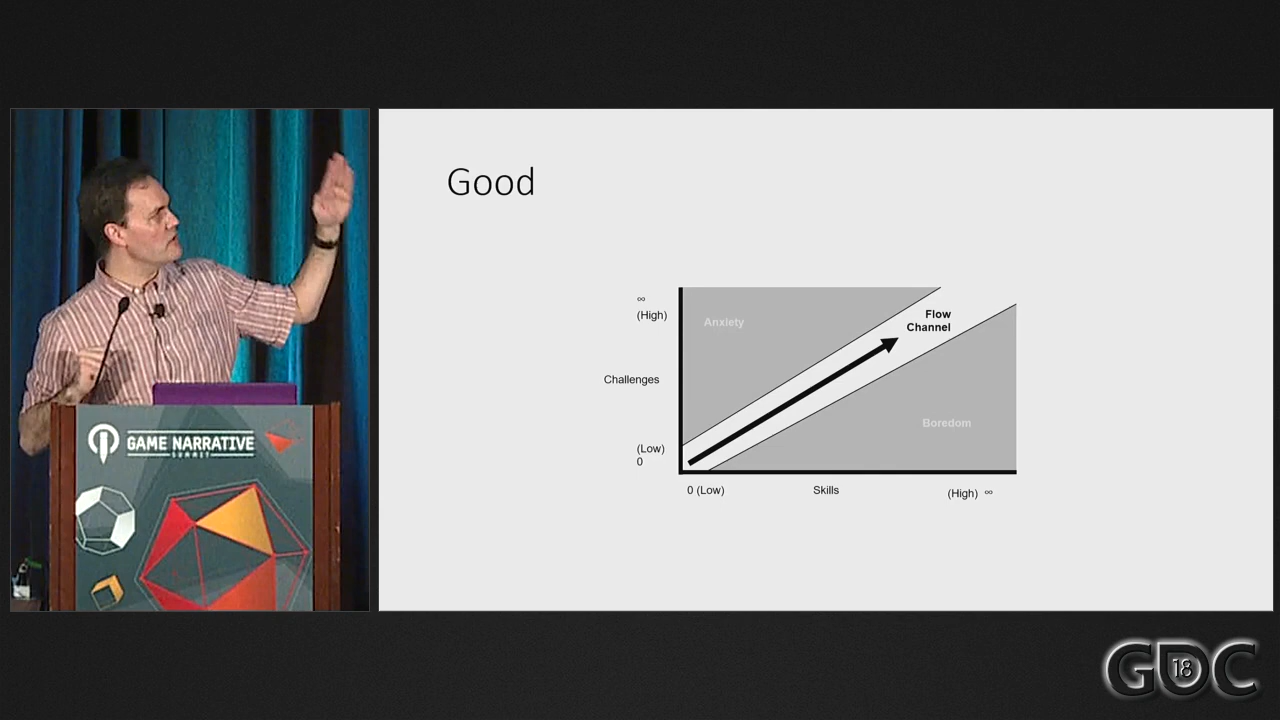 Good
∞
(High)
Anxiety
Flow
Channel
Challenges
Boredom
(Low)
0
0 (Low)
Skills
(High) ∞
GAME NARRATIVE
SUMMIT
GDC
18